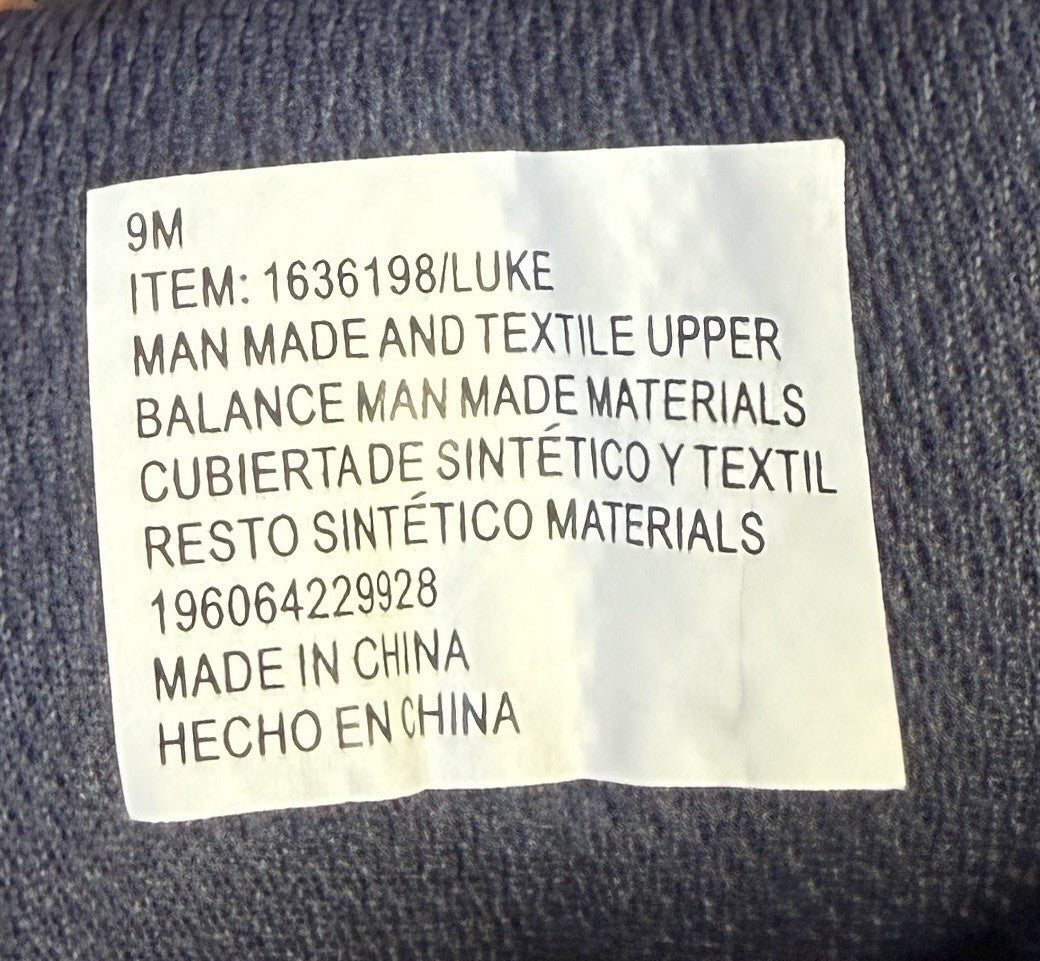 9M
ITEM: 1636198/LUKE
MAN MADE AND TEXTILE UPPER
BALANCE MAN MADE MATERIALS
CUBIERTA DE SINTÉTICO Y TEXTIL
RESTO SINTÉTICO MATERIALS
196064229928
MADE IN CHINA
HECHO EN CHINA